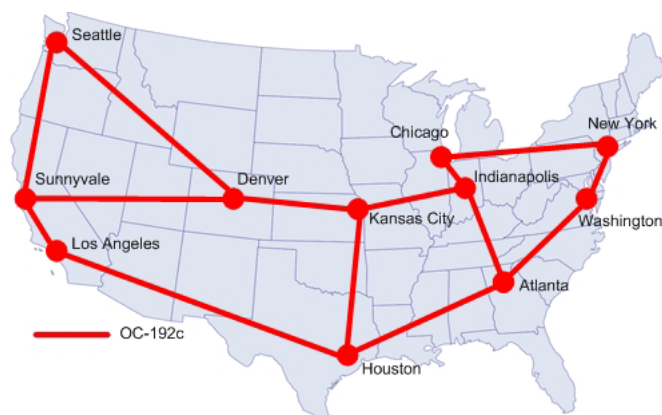 Seattle
Chicago
New York
Sunnyvale
Denver
Indianapolis
Kansas City
Washington
Los Angeles
Atlanta
OC-192c
Houston